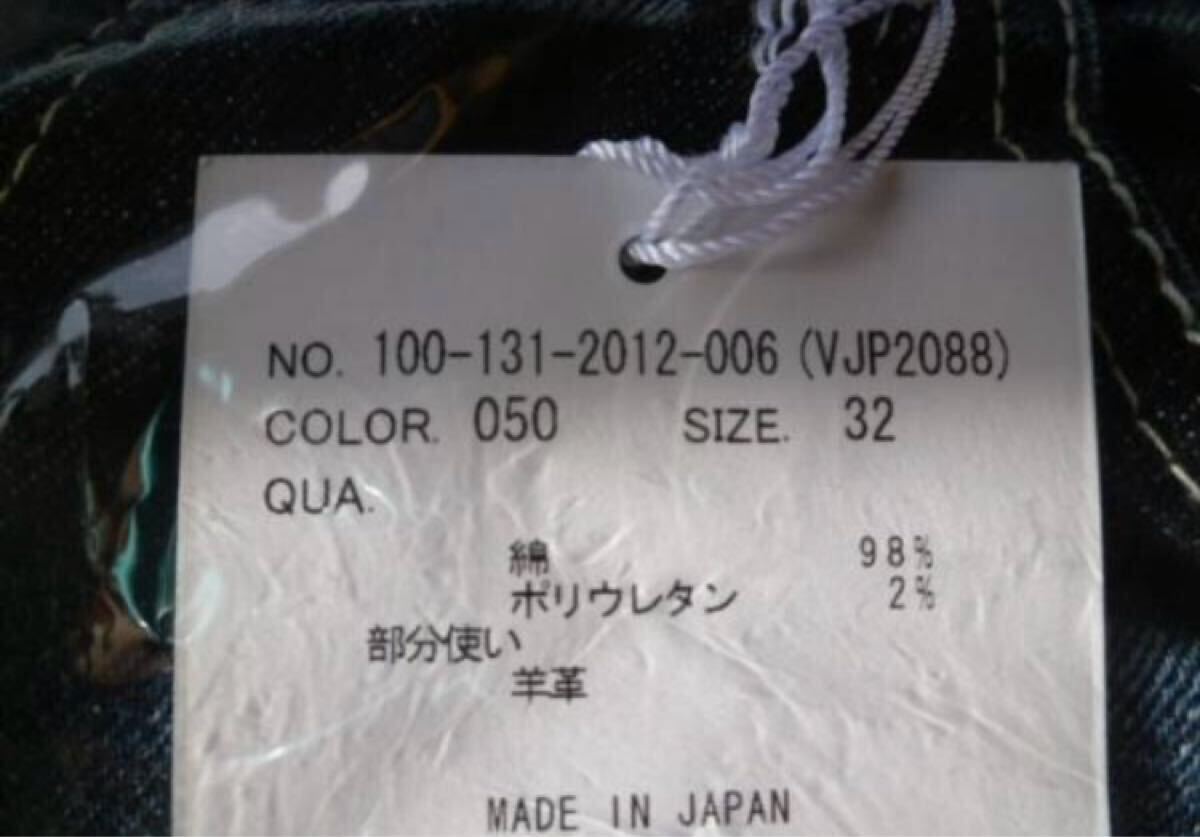 NO. 100-131-2012-006 (VJP2088)
COLOR. 050 SIZE. 32
QUA.
綿 98%
ポリウレタン 2%
部分使い
羊革
MADE IN JAPAN